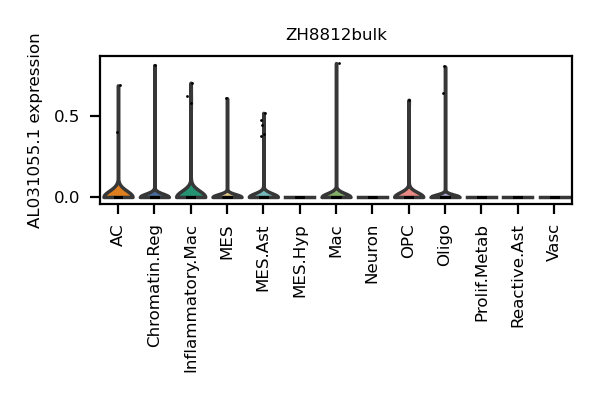 ZH8812bulk
AL031055.1 expression
0.5
0.0
AC
Chromatin.Reg
Inflammatory.Mac
MES
MES.Ast
MES.Hyp
Mac
Neuron
OPC
Oligo
Prolif.Metab
Reactive.Ast
Vasc